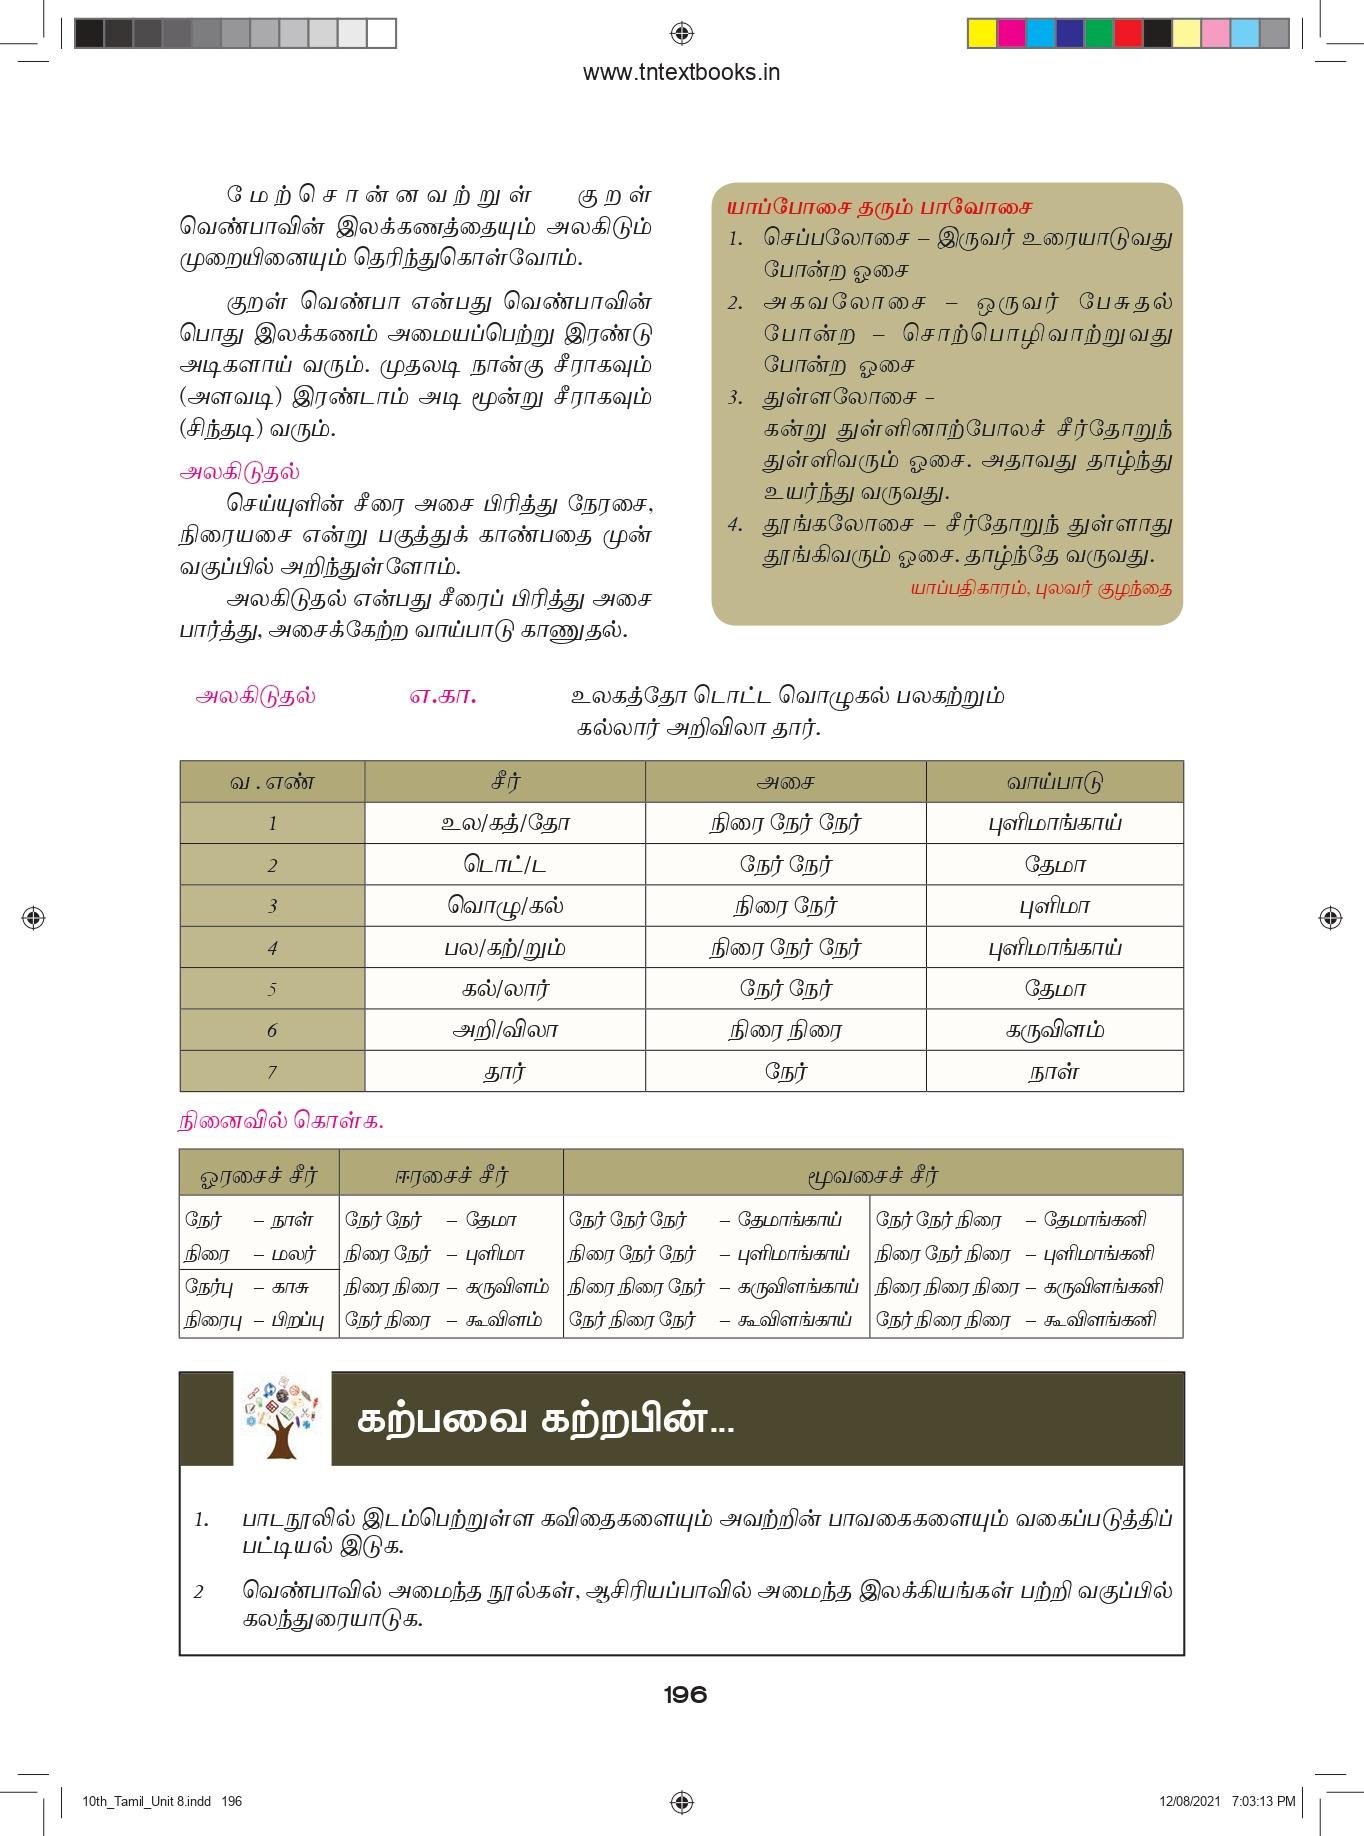 www.tntextbooks.in
மேற்சொன்னவற்றுள் குறள்
வெண்பாவின் இலக்கணத்தையும் அலகிடும்
முறையினையும் தெரிந்துகொள்வோம்.
குறள் வெண்பா என்பது வெண்பாவின்
பொது இலக்கணம் அமையப்பெற்று இரண்டு
அடிகளாய் வரும். முதலடி நான்கு சீராகவும்
(அளவடி) இரண்டாம் அடி மூன்று சீராகவும்
(சிந்தடி) வரும்.
அலகிடுதல்
செய்யுளின் சீரை அசை பிரித்து நேரசை,
நிரையசை என்று பகுத்துக் காண்பதை முன்
வகுப்பில் அறிந்துள்ளோம்.
அலகிடுதல் என்பது சீரைப் பிரித்து அசை
பார்த்து, அசைக்கேற்ற வாய்பாடு காணுதல்.
யாப்போசை தரும் பாவோசை
1. செப்பலோசை – இருவர் உரையாடுவது
போன்ற ஓசை
2. அகவலோசை – ஒருவர் பேசுதல்
போன்ற – சொற்பொழிவாற்றுவது
போன்ற ஓசை
3. துள்ளலோசை -
கன்று துள்ளினாற்போலச் சீர்தோறுந்
துள்ளிவரும் ஓசை. அதாவது தாழ்ந்து
உயர்ந்து வருவது.
4. தூங்கலோசை – சீர்தோறுந் துள்ளாது
தூங்கிவரும் ஓசை. தாழ்ந்தே வருவது.
யாப்பதிகாரம், புலவர் குழந்தை
அலகிடுதல் எ.கா. உலகத்தோ டொட்ட வொழுகல் பலகற்றும்
கல்லார் அறிவிலா தார்.
வ . எண் சீர் அசை வாய்பாடு
1 உல/கத்/தோ நிரை நேர் நேர் புளிமாங்காய்
2 டொட்/ட நேர் நேர் தேமா
3 வொழு/கல் நிரை நேர் புளிமா
4 பல/கற்/றும் நிரை நேர் நேர் புளிமாங்காய்
5 கல்/லார் நேர் நேர் தேமா
6 அறி/விலா நிரை நிரை கருவிளம்
7 தார் நேர் நாள்
நினைவில் கொள்க.
ஓரசைச் சீர் ஈரசைச் சீர் மூவசைச் சீர்
நேர் – நாள் நேர் நேர் – தேமா நேர் நேர் நேர் – தேமாங்காய் நேர் நேர் நிரை – தேமாங்கனி
நிரை – மலர் நிரை நேர் – புளிமா நிரை நேர் நேர் – புளிமாங்காய் நிரை நேர் நிரை – புளிமாங்கனி
நேர்பு – காசு நிரை நிரை – கருவிளம் நிரை நிரை நேர் – கருவிளங்காய் நிரை நிரை நிரை – கருவிளங்கனி
நிரைபு – பிறப்பு நேர் நிரை – கூவிளம் நேர் நிரை நேர் – கூவிளங்காய் நேர் நிரை நிரை – கூவிளங்கனி
கற்பவை கற்றபின்...
1. பாடநூலில் இடம்பெற்றுள்ள கவிதைகளையும் அவற்றின் பாவகைகளையும் வகைப்படுத்திப்
பட்டியல் இடுக.
2 வெண்பாவில் அமைந்த நூல்கள், ஆசிரியப்பாவில் அமைந்த இலக்கியங்கள் பற்றி வகுப்பில்
கலந்துரையாடுக.
196
10th_Tamil_Unit 8.indd 196
12/08/2021 7:03:13 PM